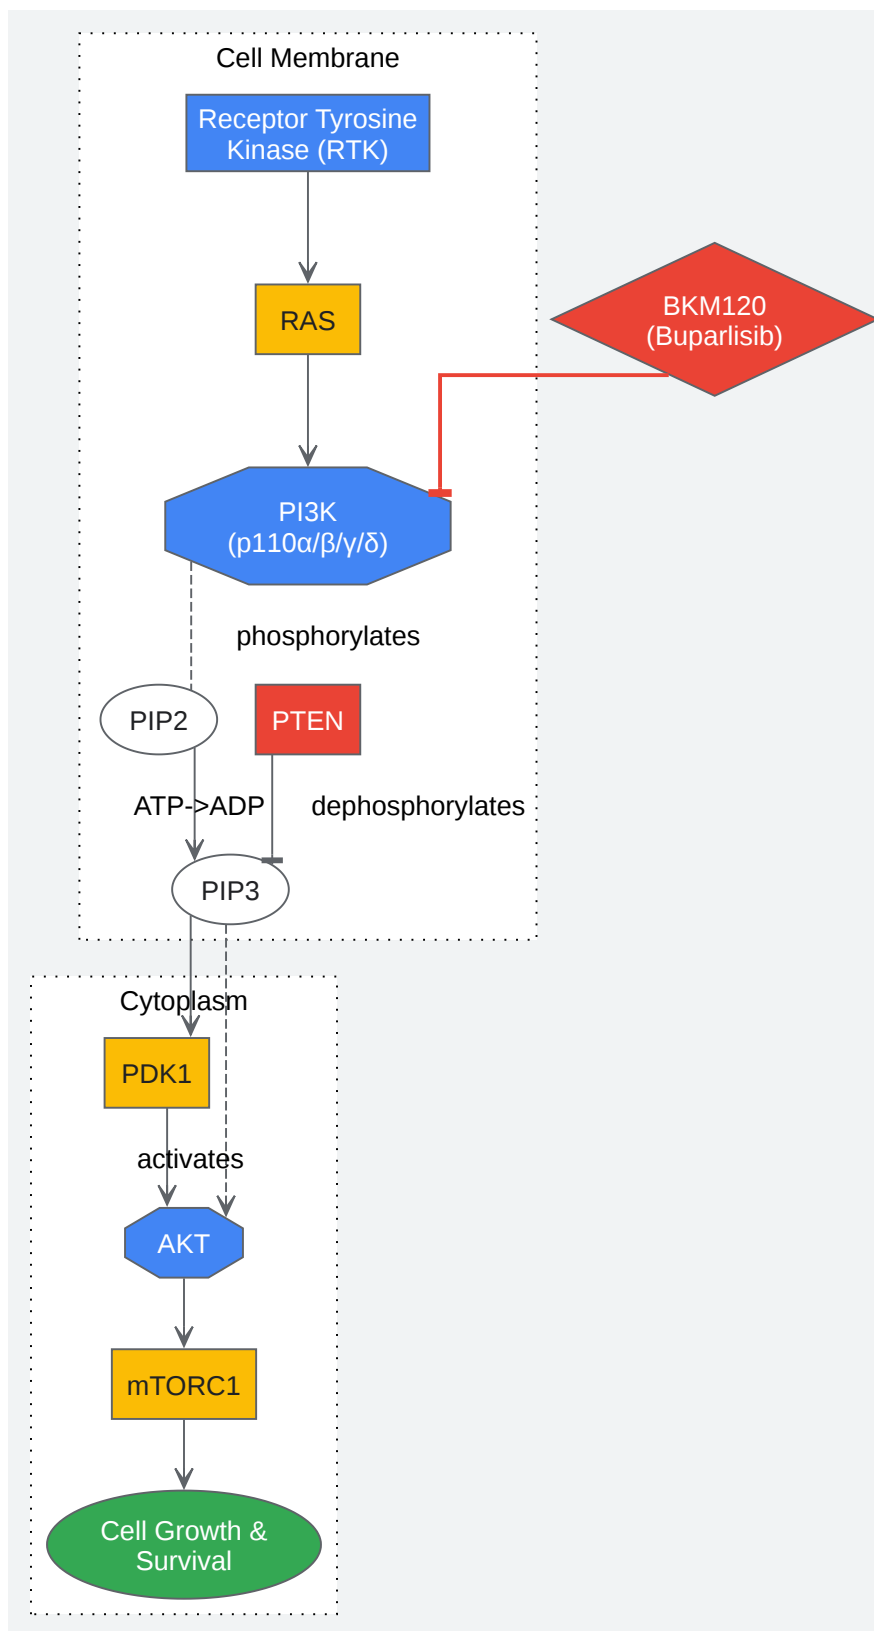 Cell Membrane
Receptor Tyrosine
Kinase (RTK)
RAS
BKM120
(Buparlisib)
PI3K
(p110α/β/γ/δ)
phosphorylates
PIP2
PTEN
ATP->ADP
dephosphorylates
PIP3
Cytoplasm
PDK1
activates
AKT
mTORC1
Cell Growth &
Survival